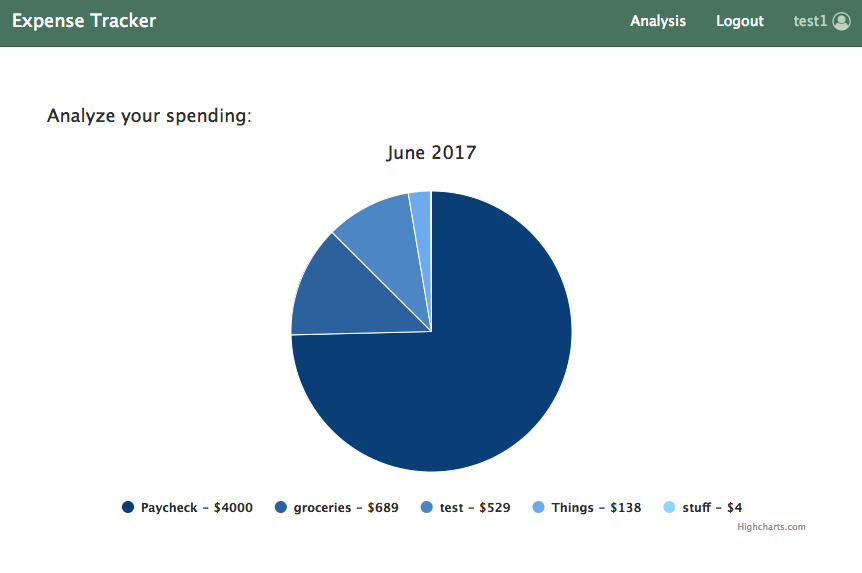 Expense Tracker Analysis Logout test1
Analyze your spending:
June 2017
Paycheck – $4000 groceries – $689 test – $529 Things – $138 stuff – $4
Highcharts.com